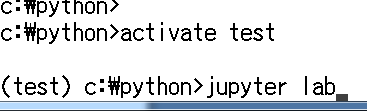 c:₩python>
c:₩python>activate test
(test) c:₩python>jupyter lab